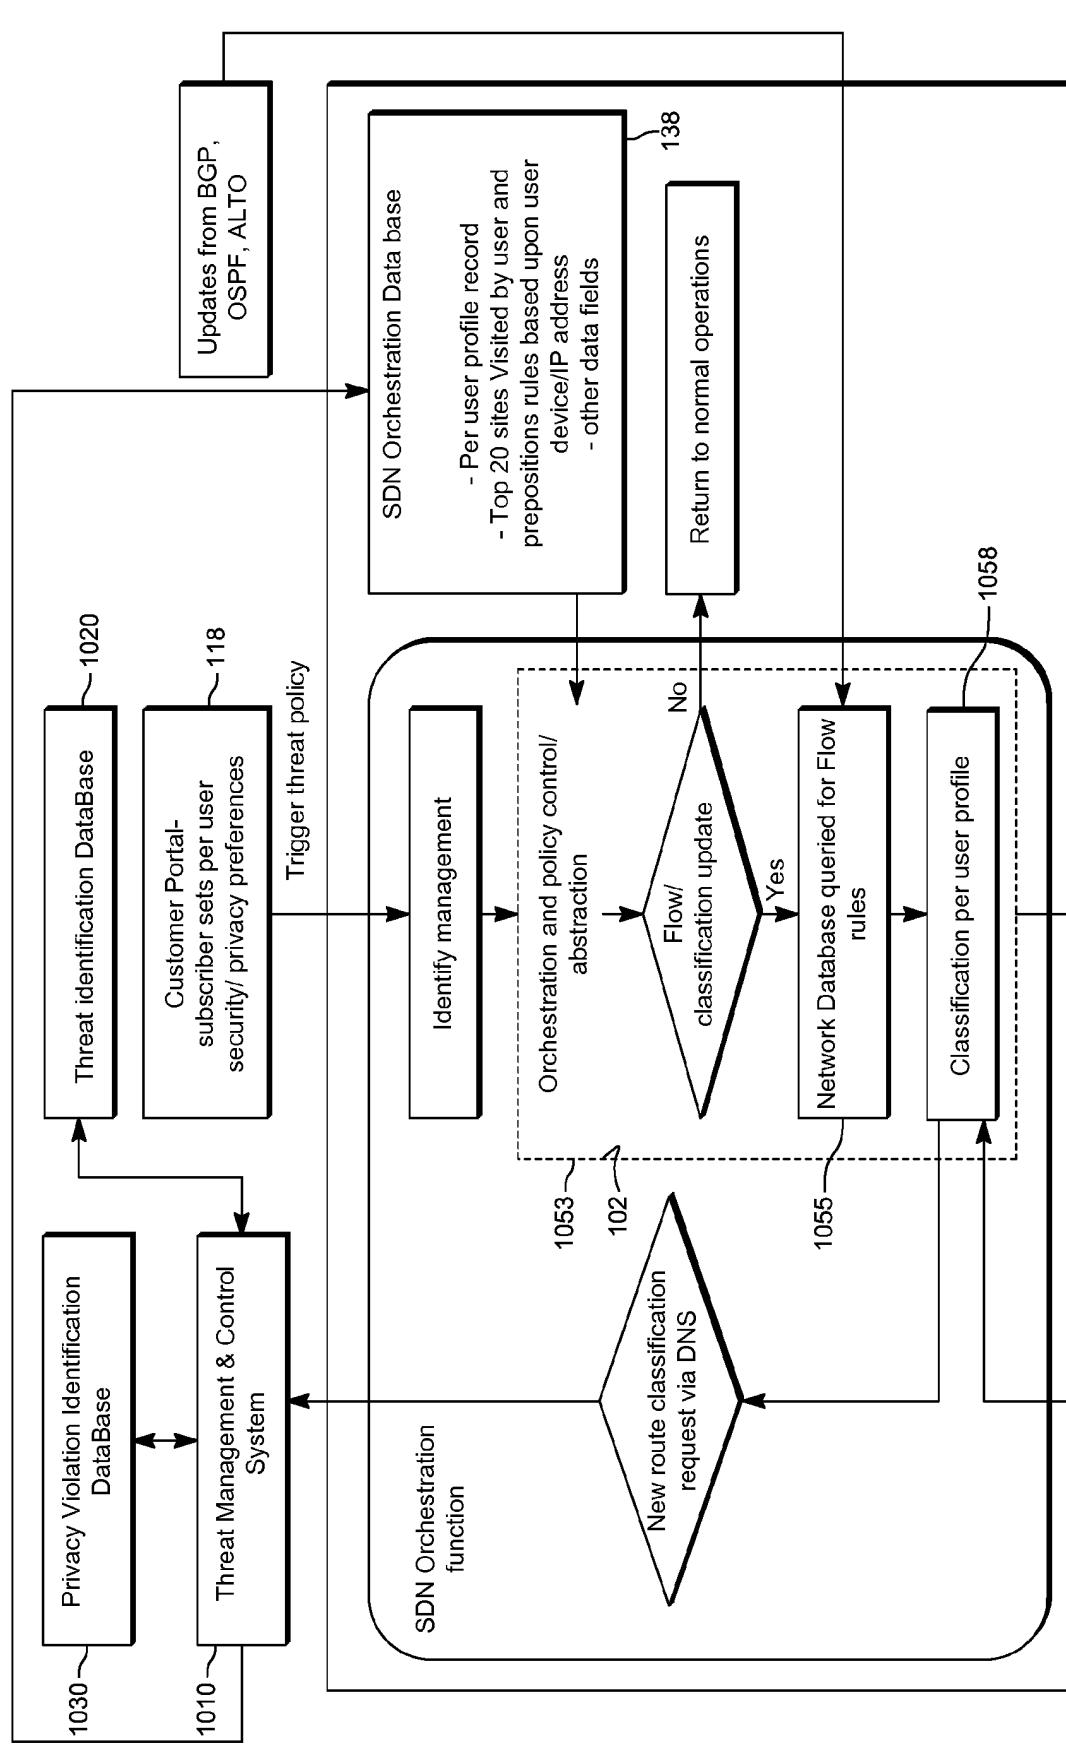 1030
Privacy Violation Identification
DataBase
1010
Threat Management & Control
System
Threat identification DataBase
1020
Customer Portal-
subscriber sets per user
security/ privacy preferences
118
Trigger threat policy
Updates from BGP,
OSPF, ALTO
SDN Orchestration
function
Identify management
SDN Orchestration Data base
- Per user profile record
- Top 20 sites Visited by user and
prepositions rules based upon user
device/IP address
- other data fields
138
1053
102
Orchestration and policy control/
abstraction
Flow/
classification update
No
Return to normal operations
Yes
New route classification
request via DNS
1055
Network Database queried for Flow
rules
Classification per user profile
1058